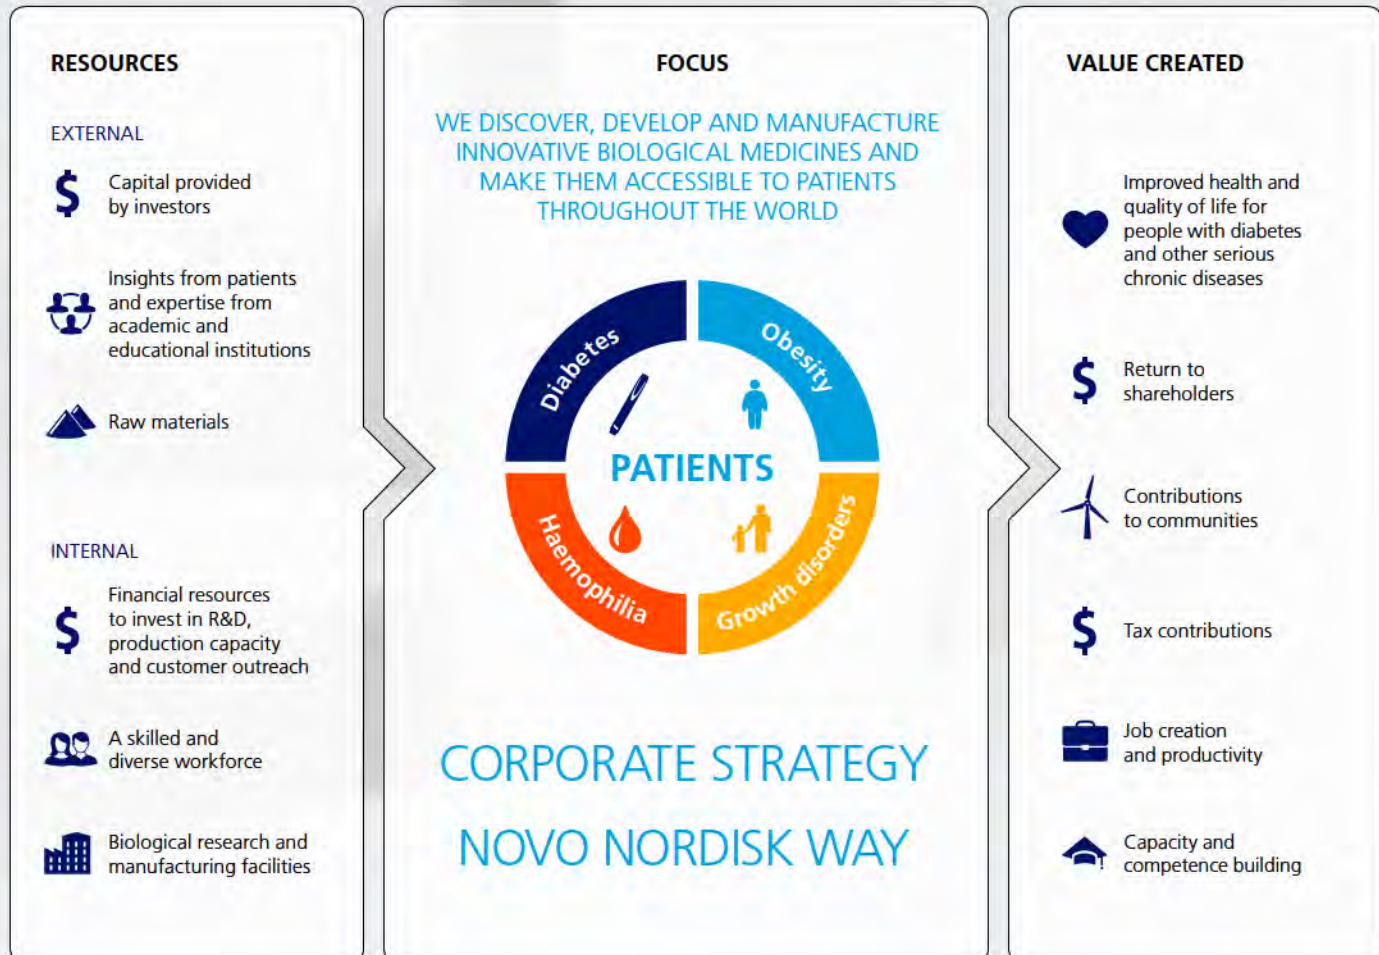 RESOURCES
EXTERNAL
Capital provided
by investors
Insights from patients
and expertise from
academic and
educational institutions
Raw materials
INTERNAL
Financial resources
to invest in R&D,
production capacity
and customer outreach
A skilled and
diverse workforce
Biological research and
manufacturing facilities
FOCUS
WE DISCOVER, DEVELOP AND MANUFACTURE
INNOVATIVE BIOLOGICAL MEDICINES AND
MAKE THEM ACCESSIBLE TO PATIENTS
THROUGHOUT THE WORLD
Diabetes
Obesity
PATIENTS
Haemophilia
Growth disorders
CORPORATE STRATEGY
NOVO NORDISK WAY
VALUE CREATED
Improved health and
quality of life for
people with diabetes
and other serious
chronic diseases
Return to
shareholders
Contributions
to communities
Tax contributions
Job creation
and productivity
Capacity and
competence building